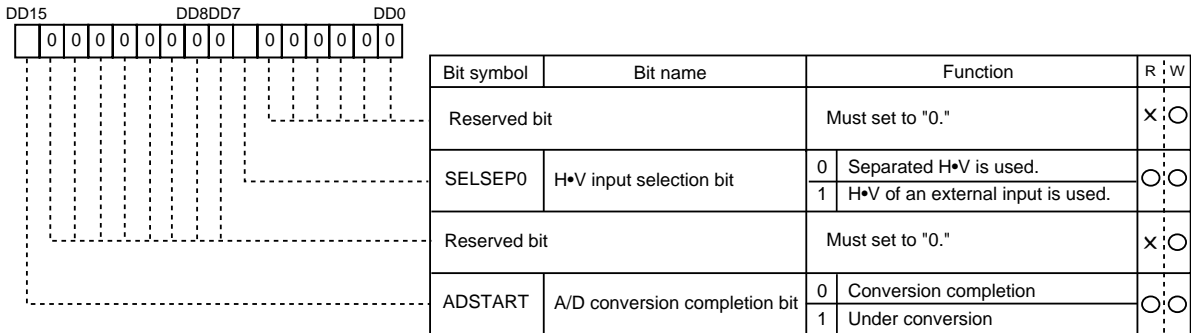 DD15 DD8DD7 DD0
0 0 0 0 0 0 0 0 0 0 0 0 0 0
Bit symbol Bit name Function R W
Reserved bit Must set to "0." × ○
SELSEP0 H•V input selection bit 0 Separated H•V is used. ○ ○
1 H•V of an external input is used.
Reserved bit Must set to "0." × ○
ADSTART A/D conversion completion bit 0 Conversion completion ○ ○
1 Under conversion